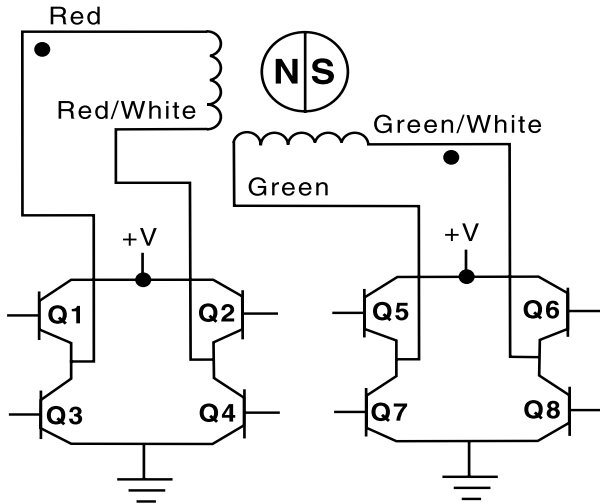 Red
N S
Red/White
Green/White
Green
+V +V
Q1 Q2 Q5 Q6
Q3 Q4 Q7 Q8